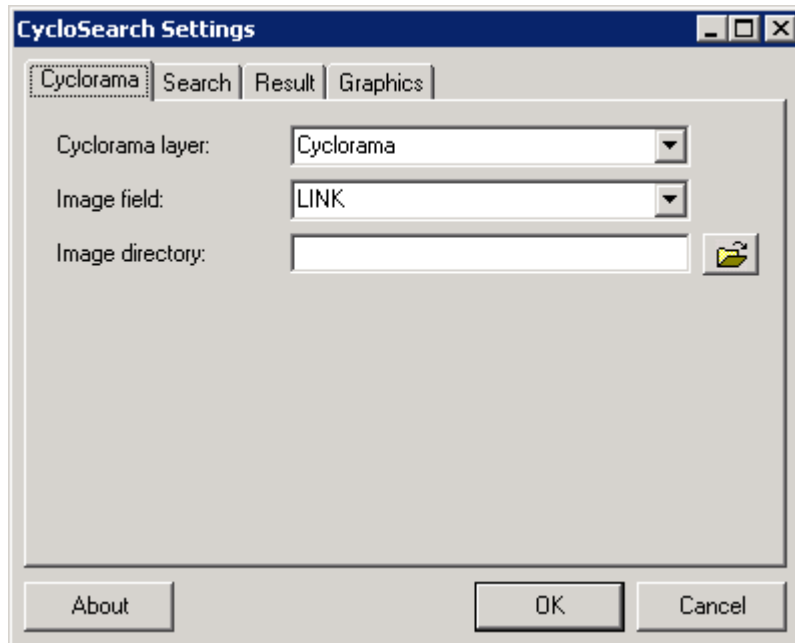 CycloSearch Settings
Cyclorama Search Result Graphics
Cyclorama layer: Cyclorama
Image field: LINK
Image directory:
About OK Cancel